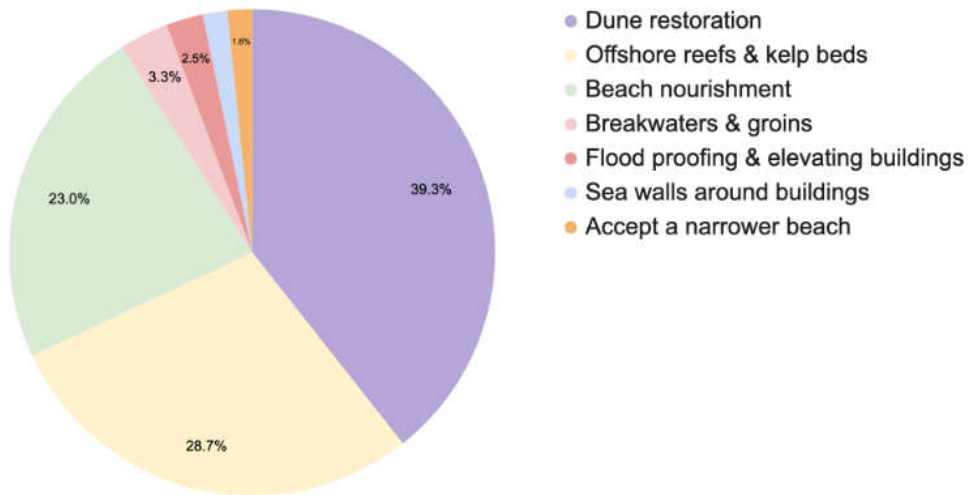 Dune restoration
Offshore reefs & kelp beds
Beach nourishment
Breakwaters & groins
Flood proofing & elevating buildings
Sea walls around buildings
Accept a narrower beach
1.6%
2.5%
3.3%
39.3%
23.0%
28.7%